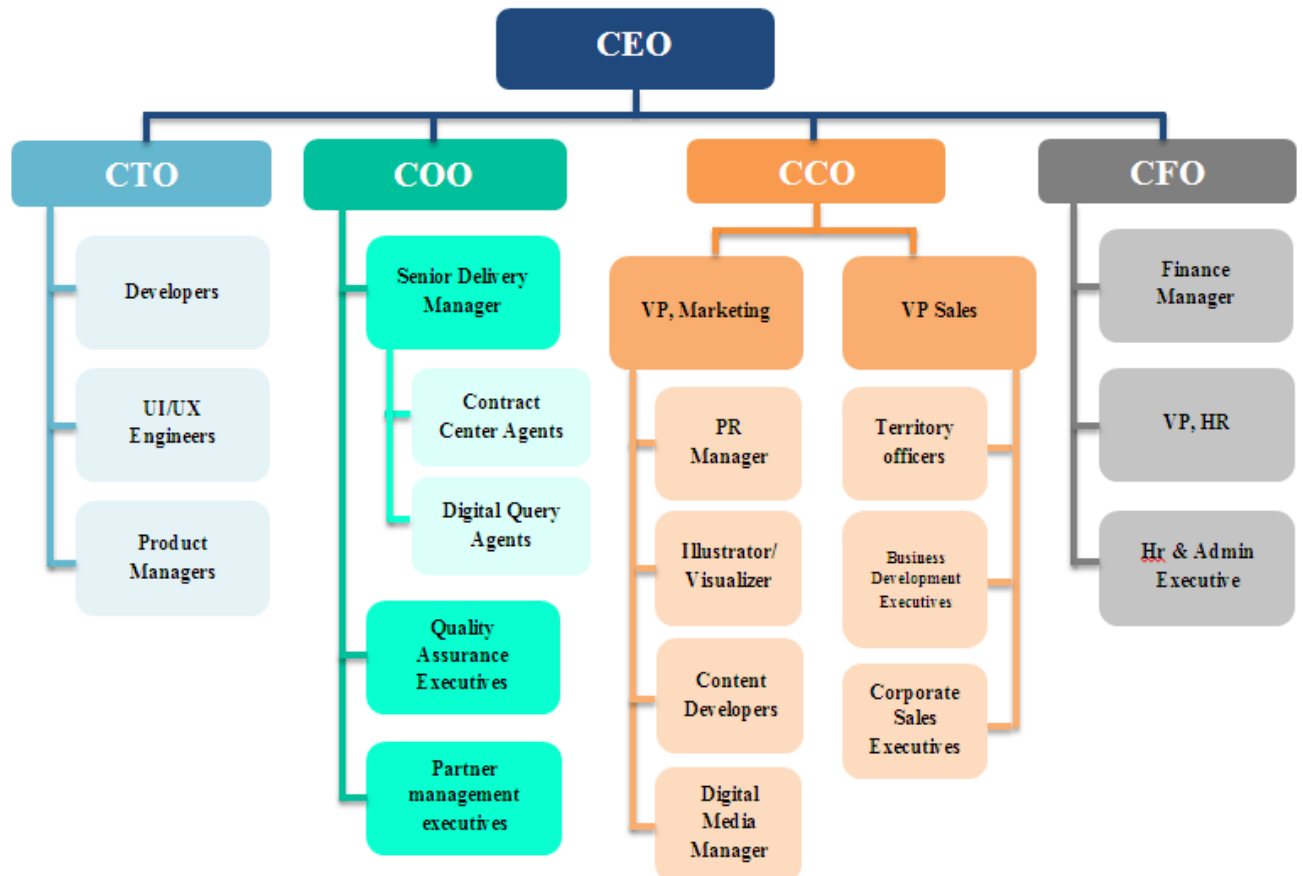 CEO
CTO
COO
CCO
CFO
Developers
UI/UX
Engineers
Product
Managers
Senior Delivery
Manager
Contract
Center Agents
Digital Query
Agents
Quality
Assurance
Executives
Partner
management
executives
VP, Marketing
PR
Manager
Illustrator/
Visualizer
Content
Developers
Digital
Media
Manager
VP Sales
Territory
officers
Business
Development
Executives
Corporate
Sales
Executives
Finance
Manager
VP, HR
Hr & Admin
Executive